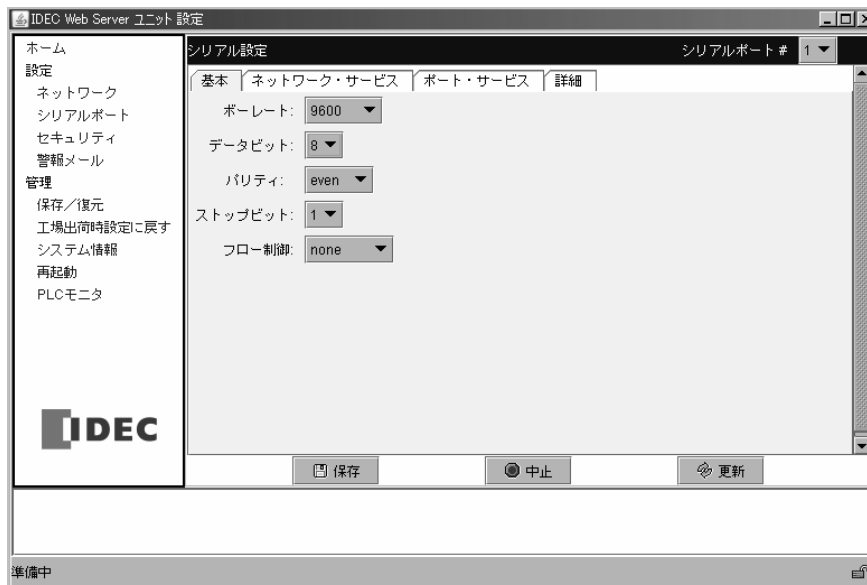 IDEC Web Server ユニット 設定
ホーム
設定
ネットワーク
シリアルポート
セキュリティ
警報メール
管理
保存／復元
工場出荷時設定に戻す
システム情報
再起動
PLCモニタ
IDEC
シリアル設定 シリアルポート # 1
基本 ネットワーク・サービス ポート・サービス 詳細
ボーレート: 9600
データビット: 8
パリティ: even
ストップビット: 1
フロー制御: none
保存 中止 更新
準備中